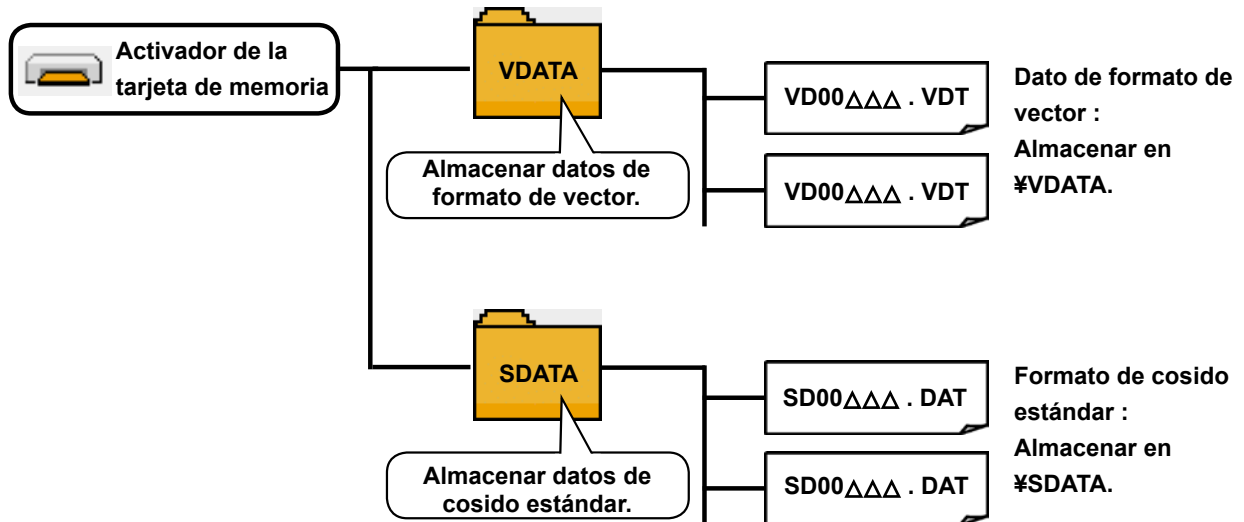 Activador de la
tarjeta de memoria
VDATA
Almacenar datos de
formato de vector.
VD00△△△ . VDT
VD00△△△ . VDT
Dato de formato de
vector :
Almacenar en
¥VDATA.
SDATA
Almacenar datos de
cosido estándar.
SD00△△△ . DAT
SD00△△△ . DAT
Formato de cosido
estándar :
Almacenar en
¥SDATA.